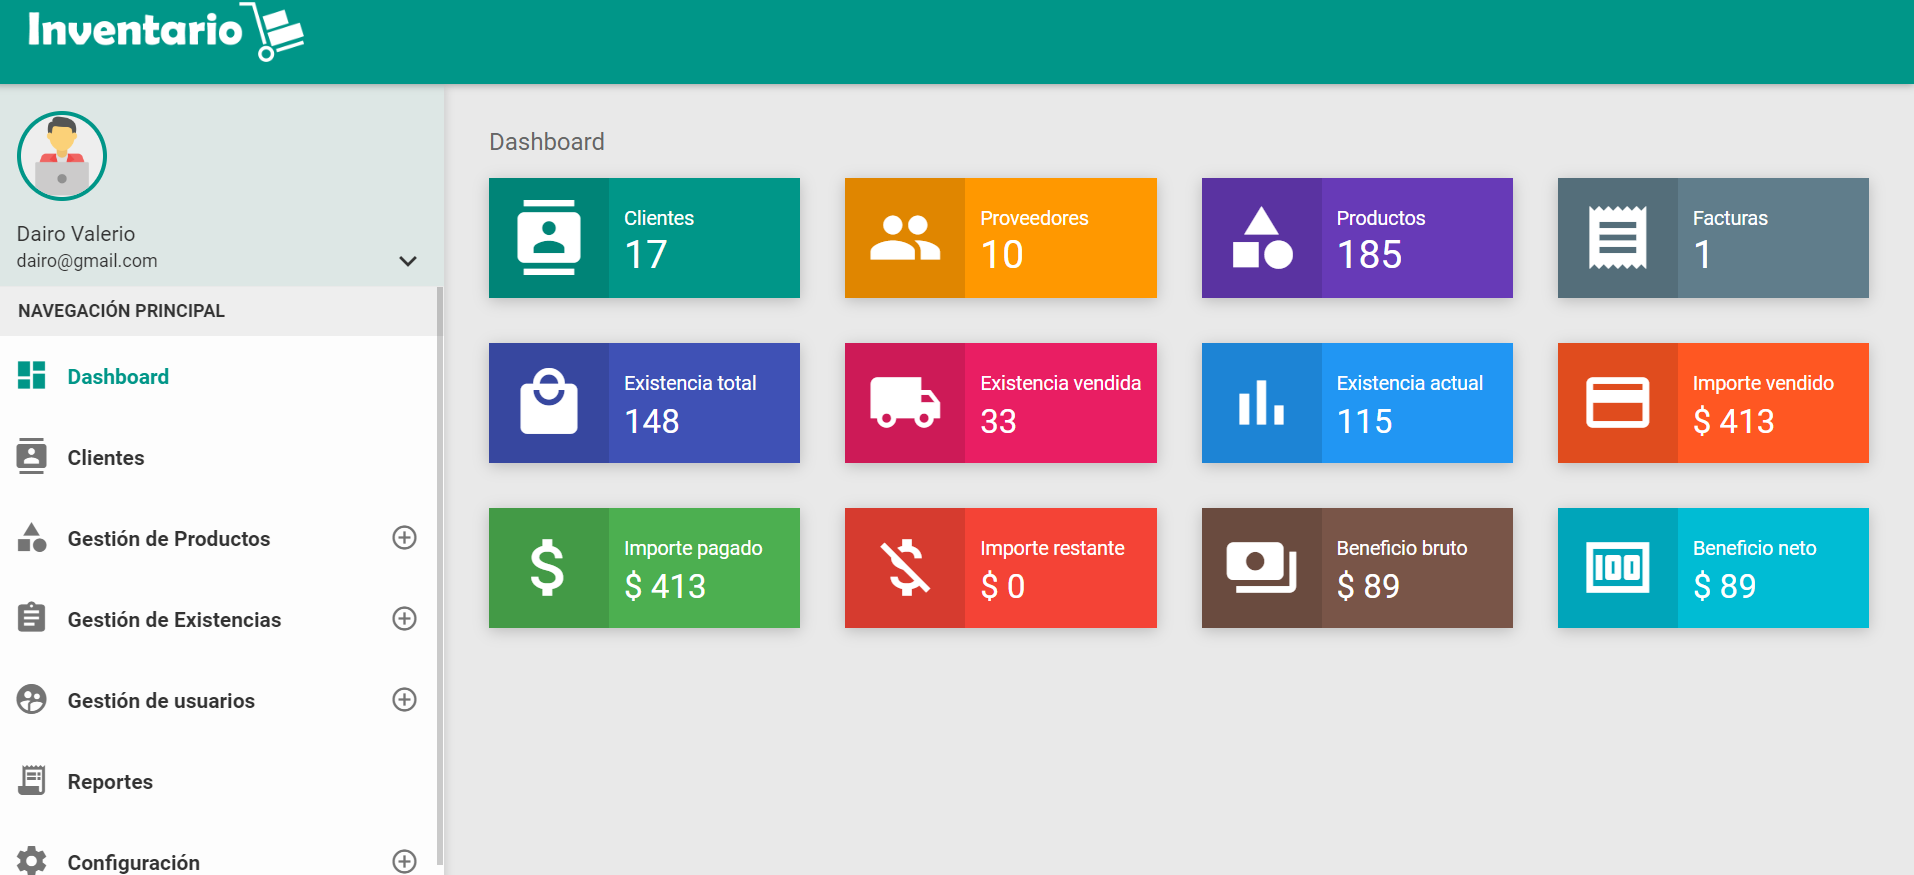 Inventario
Dairo Valerio
dairo@gmail.com
NAVEGACIÓN PRINCIPAL
Dashboard
Clientes
Gestión de Productos
Gestión de Existencias
Gestión de usuarios
Reportes
Configuración
Dashboard
Clientes
17
Proveedores
10
Productos
185
Facturas
1
Existencia total
148
Existencia vendida
33
Existencia actual
115
Importe vendido
$ 413
Importe pagado
$ 413
Importe restante
$ 0
Beneficio bruto
$ 89
100
Beneficio neto
$ 89